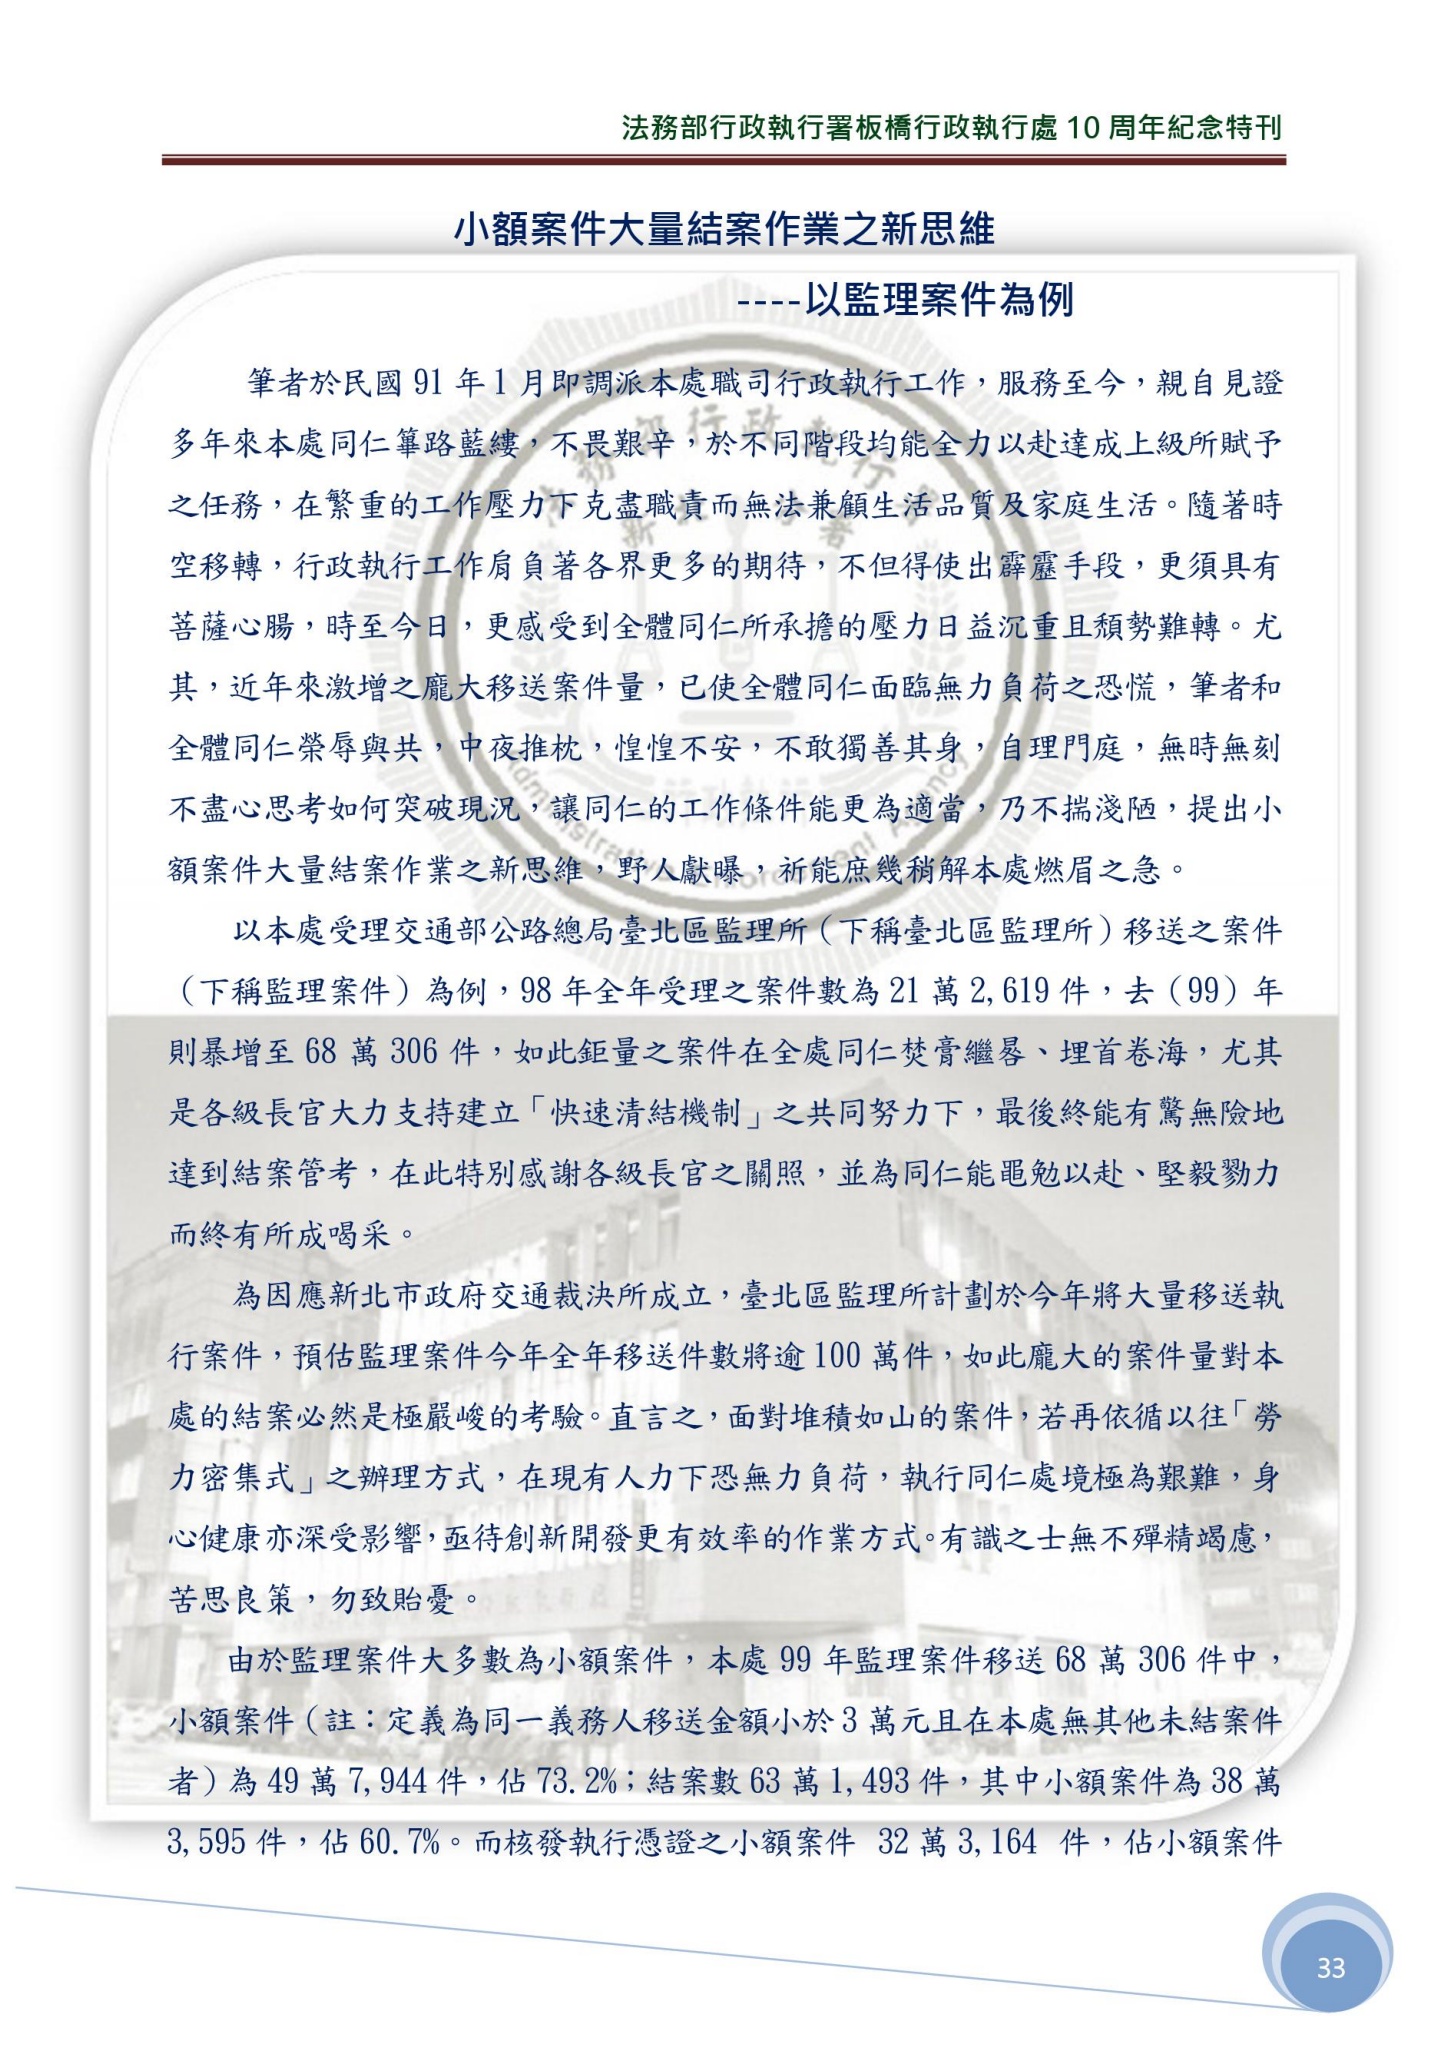 法務部行政執行署板橋行政執行處 10 周年紀念特刊
小額案件大量結案作業之新思維
----以監理案件為例
筆者於民國 91 年 1 月即調派本處職司行政執行工作，服務至今，親自見證
多年來本處同仁篳路藍縷，不畏艱辛，於不同階段均能全力以赴達成上級所賦予
之任務，在繁重的工作壓力下克盡職責而無法兼顧生活品質及家庭生活。隨著時
空移轉，行政執行工作肩負著各界更多的期待，不但得使出霹靂手段，更須具有
菩薩心腸，時至今日，更感受到全體同仁所承擔的壓力日益沉重且頹勢難轉。尤
其，近年來激增之龐大移送案件量，已使全體同仁面臨無力負荷之恐慌，筆者和
全體同仁榮辱與共，中夜推枕，惶惶不安，不敢獨善其身，自理門庭，無時無刻
不盡心思考如何突破現況，讓同仁的工作條件能更為適當，乃不揣淺陋，提出小
額案件大量結案作業之新思維，野人獻曝，祈能庶幾稍解本處燃眉之急。
以本處受理交通部公路總局臺北區監理所（下稱臺北區監理所）移送之案件
（下稱監理案件）為例，98 年全年受理之案件數為 21 萬 2,619 件，去（99）年
則暴增至 68 萬 306 件，如此鉅量之案件在全處同仁焚膏繼晷、埋首卷海，尤其
是各級長官大力支持建立「快速清結機制」之共同努力下，最後終能有驚無險地
達到結案管考，在此特別感謝各級長官之關照，並為同仁能黽勉以赴、堅毅勠力
而終有所成喝采。
為因應新北市政府交通裁決所成立，臺北區監理所計劃於今年將大量移送執
行案件，預估監理案件今年全年移送件數將逾 100 萬件，如此龐大的案件量對本
處的結案必然是極嚴峻的考驗。直言之，面對堆積如山的案件，若再依循以往「勞
力密集式」之辦理方式，在現有人力下恐無力負荷，執行同仁處境極為艱難，身
心健康亦深受影響，亟待創新開發更有效率的作業方式。有識之士無不殫精竭慮，
苦思良策，勿致貽憂。
由於監理案件大多數為小額案件，本處 99 年監理案件移送 68 萬 306 件中，
小額案件（註：定義為同一義務人移送金額小於 3 萬元且在本處無其他未結案件
者）為 49 萬 7,944 件，佔 73.2%；結案數 63 萬 1,493 件，其中小額案件為 38 萬
3,595 件，佔 60.7%。而核發執行憑證之小額案件 32 萬 3,164 件，佔小額案件
33